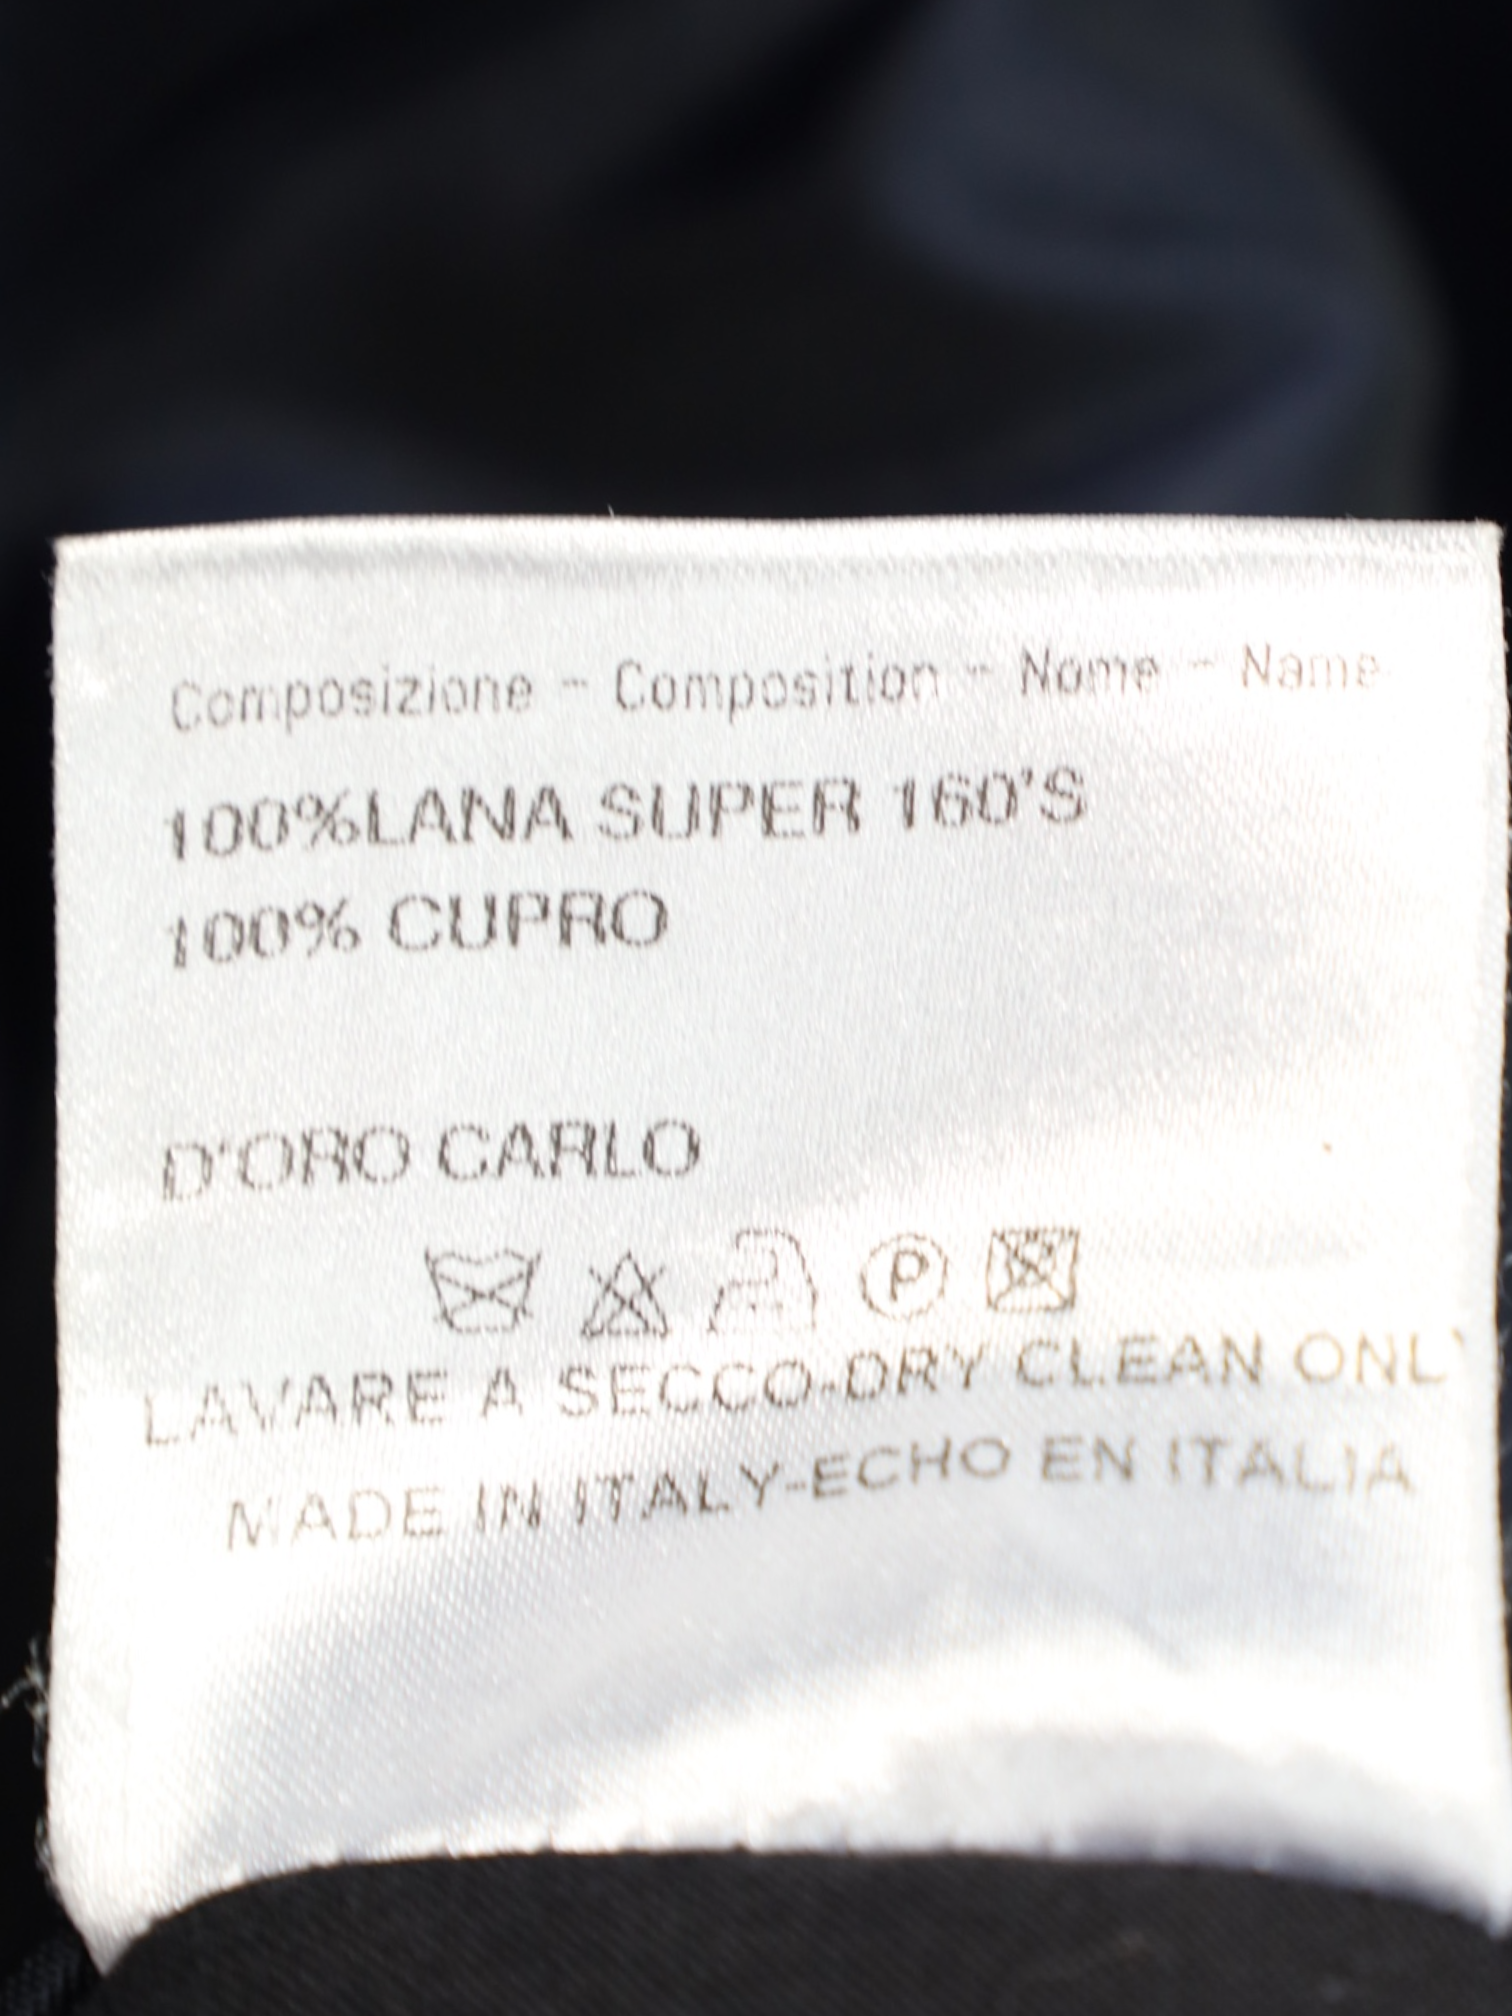 Composizione - Composition - Nome - Name
100%LANA SUPER 160'S
100% CUPRO
D'ORO CARLO
P
LAVARE A SECCO-DRY CLEAN ONLY
MADE IN ITALY-ECHO EN ITALIA